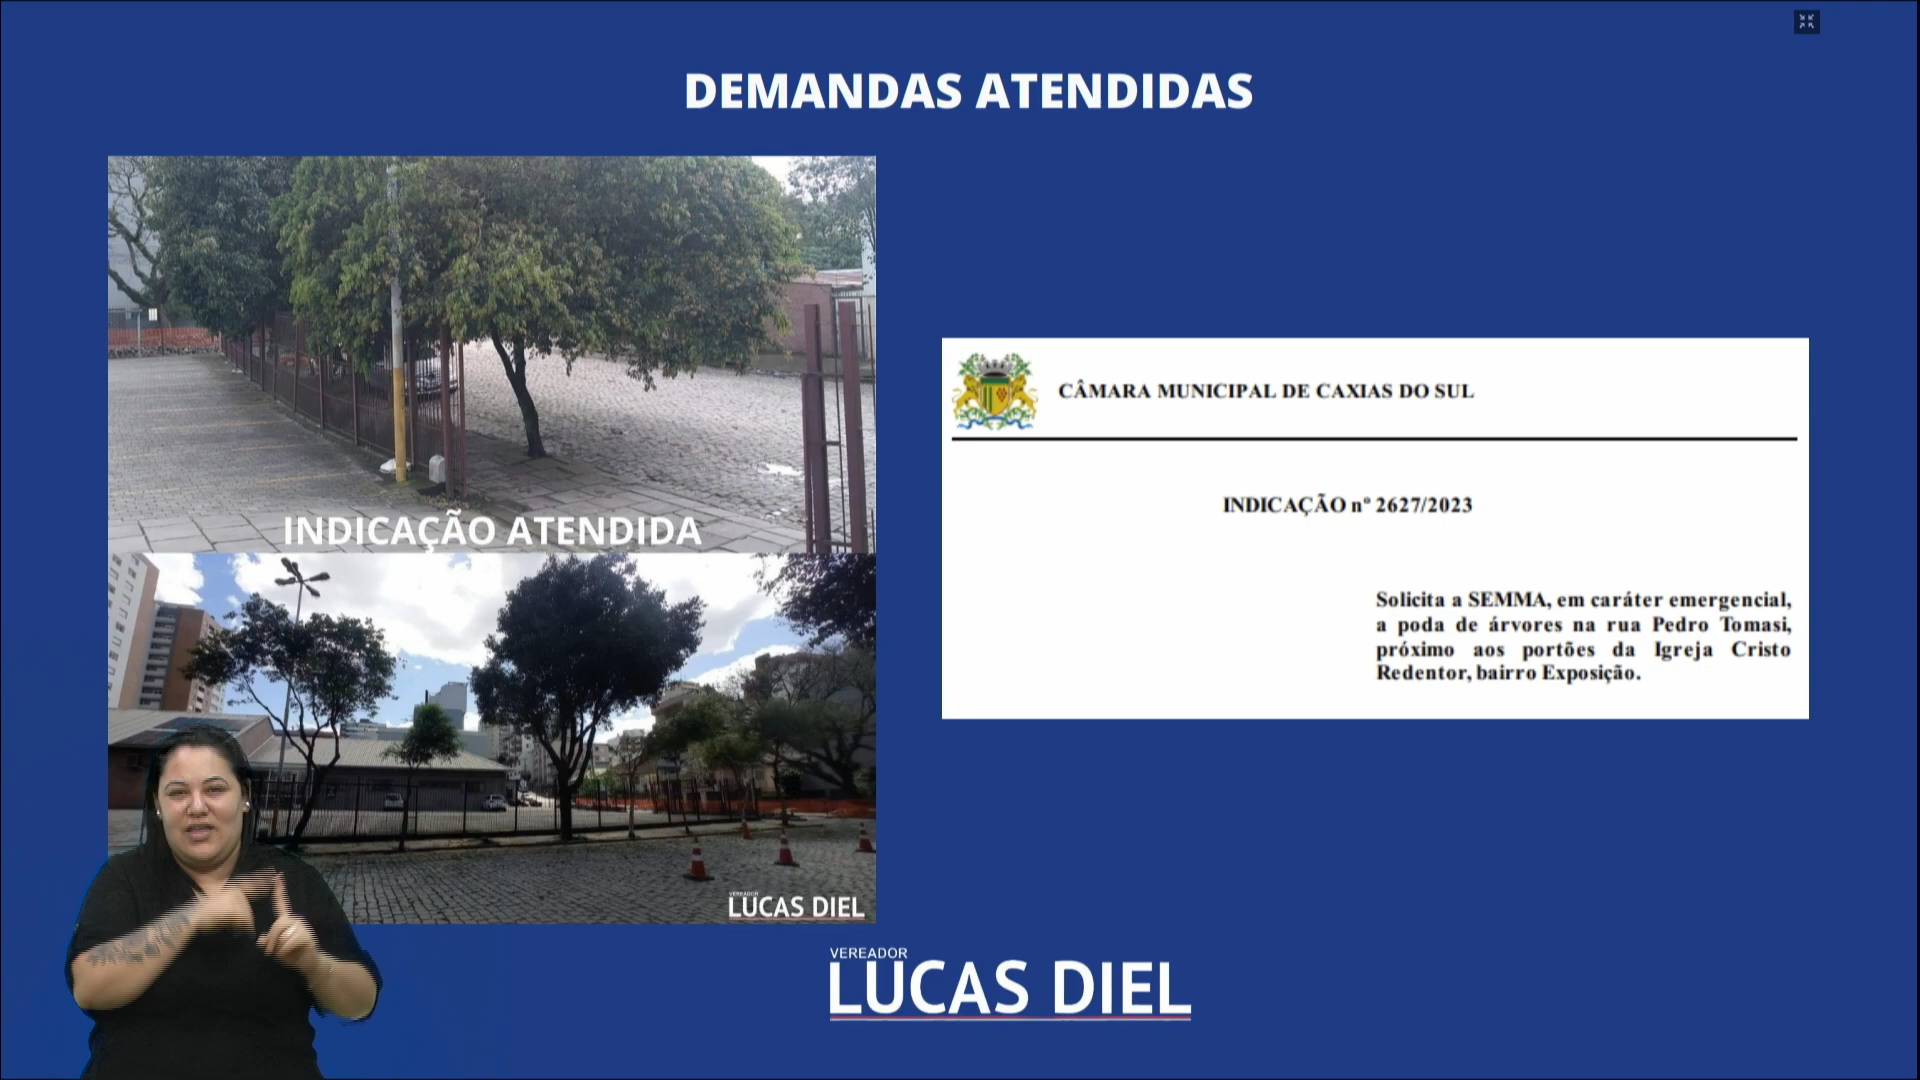 DEMANDAS ATENDIDAS
INDICAÇÃO ATENDIDA
VEREADOR
LUCAS DIEL
CÂMARA MUNICIPAL DE CAXIAS DO SUL
INDICAÇÃO nº 2627/2023
Solicita a SEMMA, em caráter emergencial,
a poda de árvores na rua Pedro Tomasi,
próximo aos portões da Igreja Cristo
Redentor, bairro Exposição.
VEREADOR
LUCAS DIEL